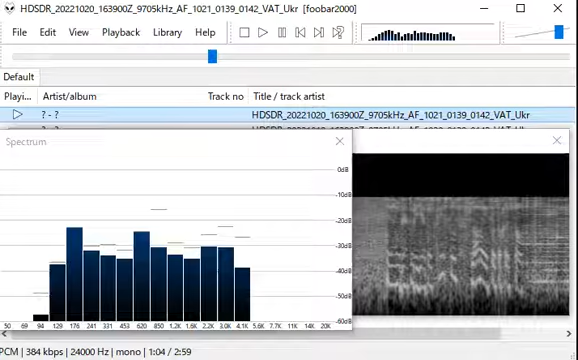 HDSDR_20221020_163900Z_9705kHz_AF_1021_0139_0142_VAT_Ukr [foobar2000]
File Edit View Playback Library Help
Default
Playi... Artist/album Track no Title / track artist
? - ? HDSDR_20221020_163900Z_9705kHz_AF_1021_0139_0142_VAT_Ukr
Spectrum
0dB
-10dB
-20dB
-30dB
-40dB
-50dB
-60dB
50 69 94 129 176 241 331 453 620 850 1.2K 1.6K 2.2K 3.0K 4.1K 5.6K 7.7K 11K 14K 20K
PCM | 384 kbps | 24000 Hz | mono | 1:04 / 2:59